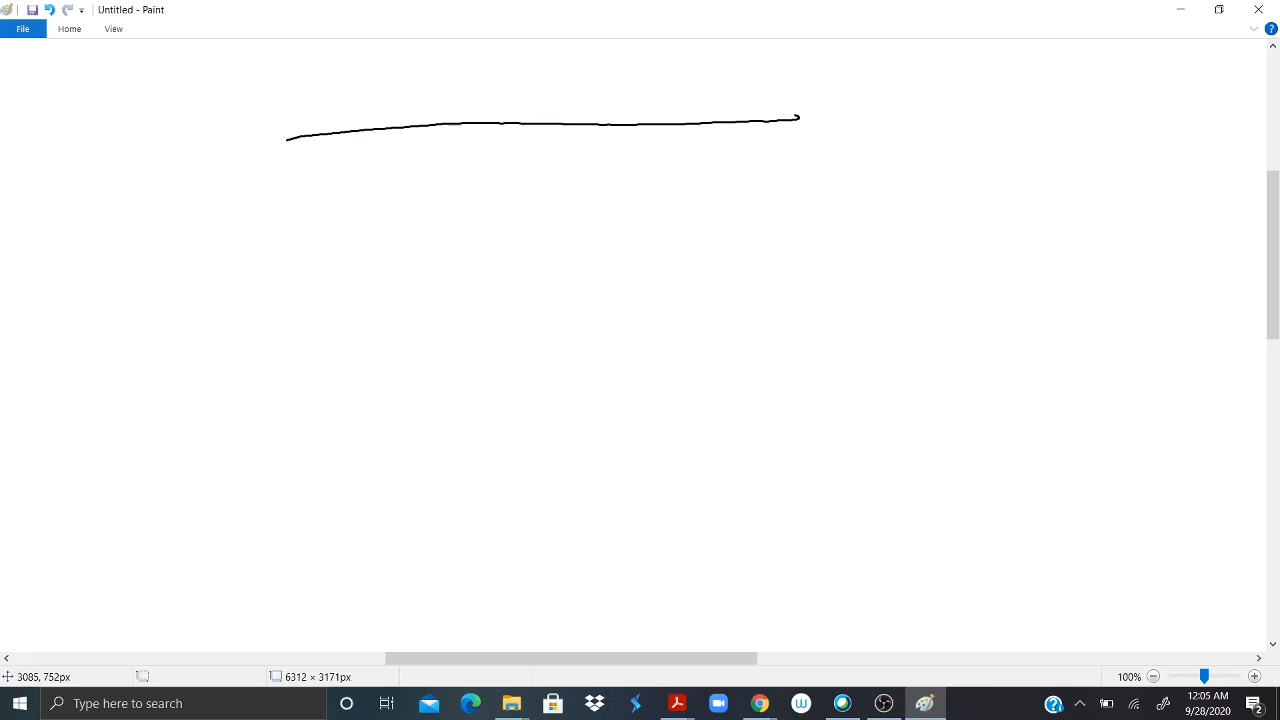 Untitled - Paint
File Home View
3085, 752px 6312 × 3171px 100%
Type here to search
12:05 AM
9/28/2020
2